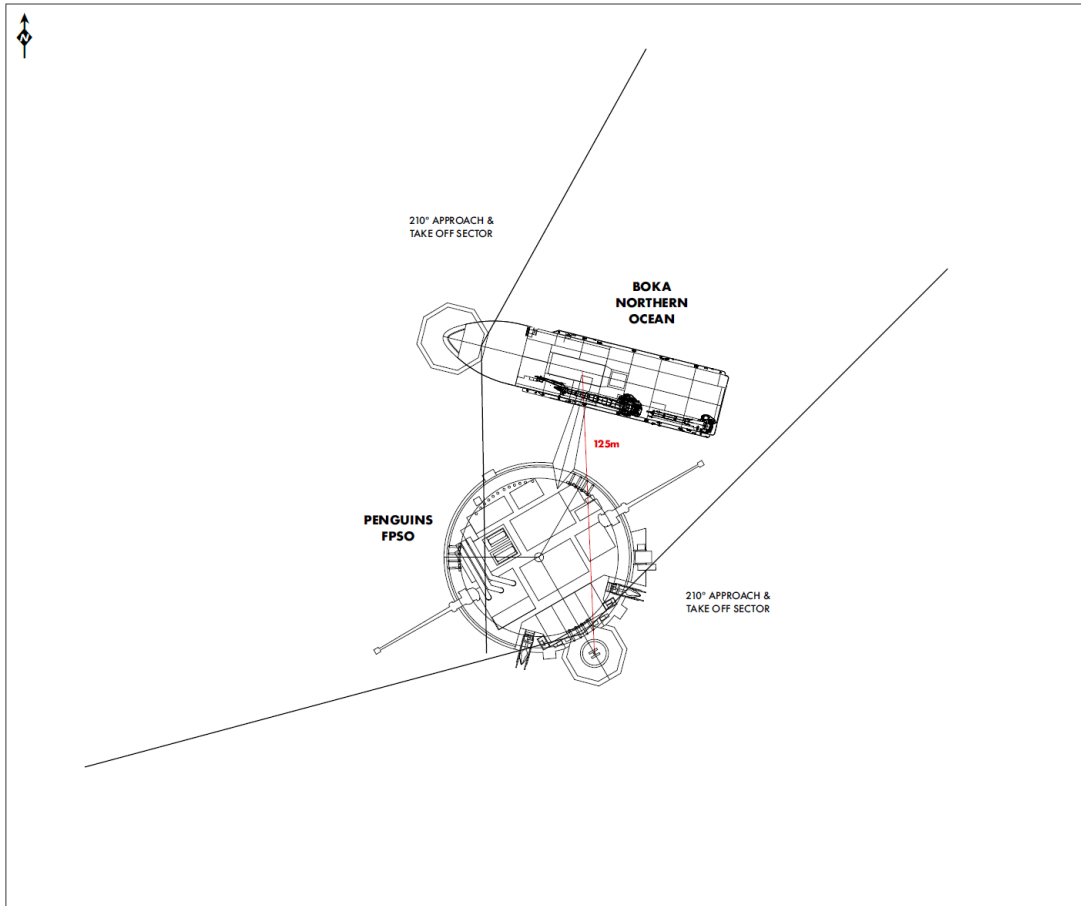 N
210° APPROACH &
TAKE OFF SECTOR
BOKA
NORTHERN
OCEAN
125m
PENGUINS
FPSO
210° APPROACH &
TAKE OFF SECTOR
H